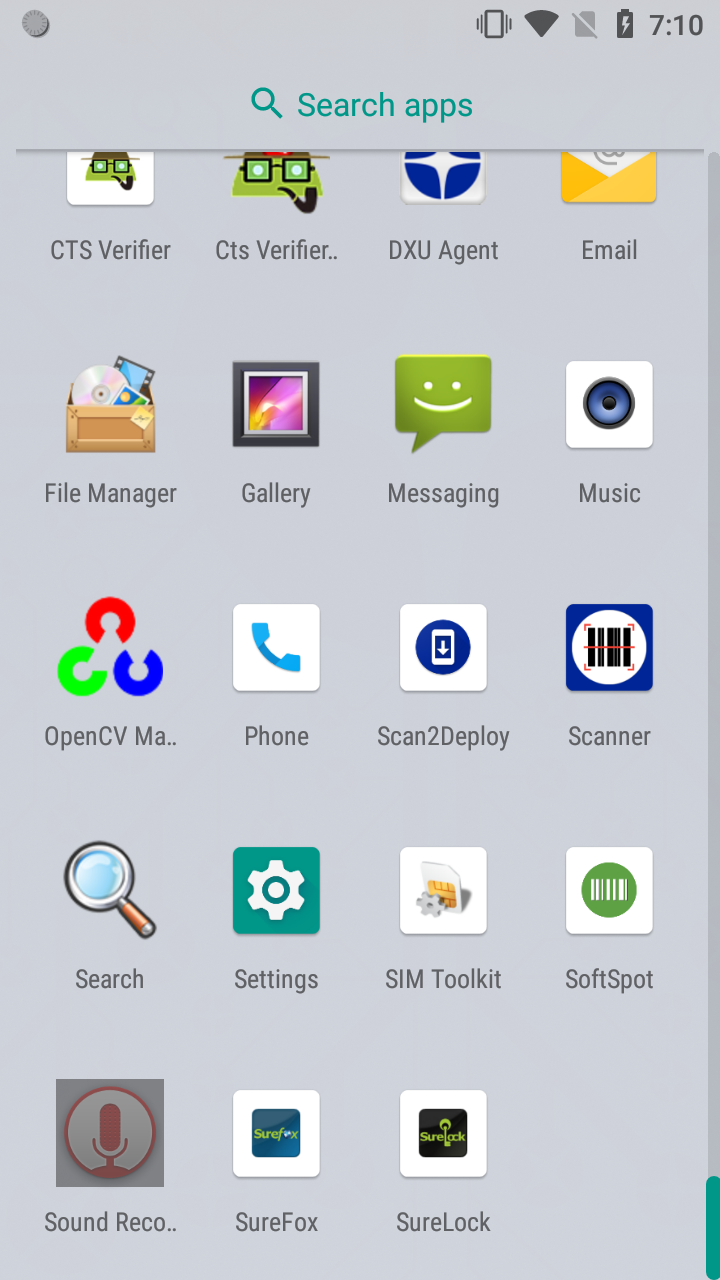 7:10
Search apps
CTS Verifier
Cts Verifier..
DXU Agent
Email
@
File Manager
Gallery
Messaging
Music
OpenCV Ma..
Phone
Scan2Deploy
Scanner
Search
Settings
SIM Toolkit
SoftSpot
Surefox
SureLock
Sound Reco..
SureFox
SureLock